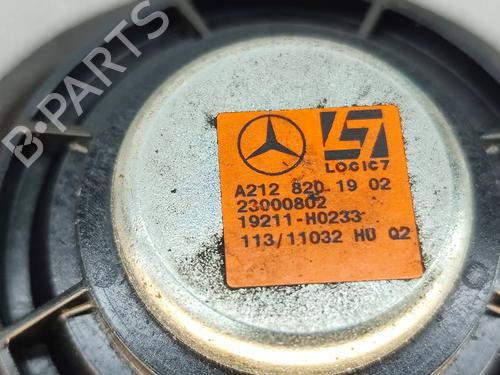 B-PARTS
LOGIC7
A212 820 19 02
23000802
19211-H0233
113/11032 HU Q2